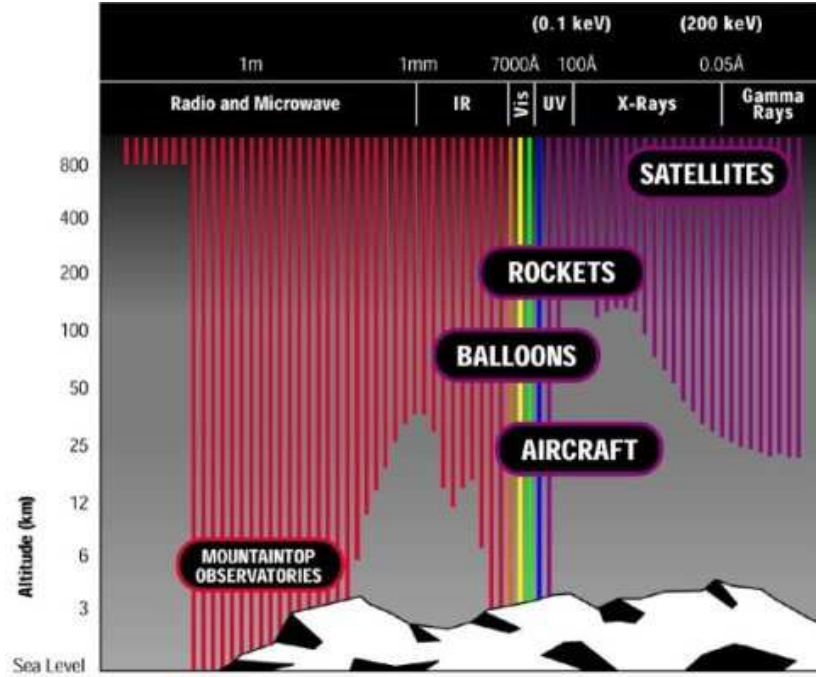 (0.1 keV) (200 keV)
1m 1mm 7000Å 100Å 0.05Å
Radio and Microwave IR Vis UV X-Rays Gamma
Rays
800
SATELLITES
400
200
ROCKETS
100
BALLOONS
50
25
AIRCRAFT
12
6
MOUNTAINTOP
OBSERVATORIES
3
Sea Level
Altitude (km)